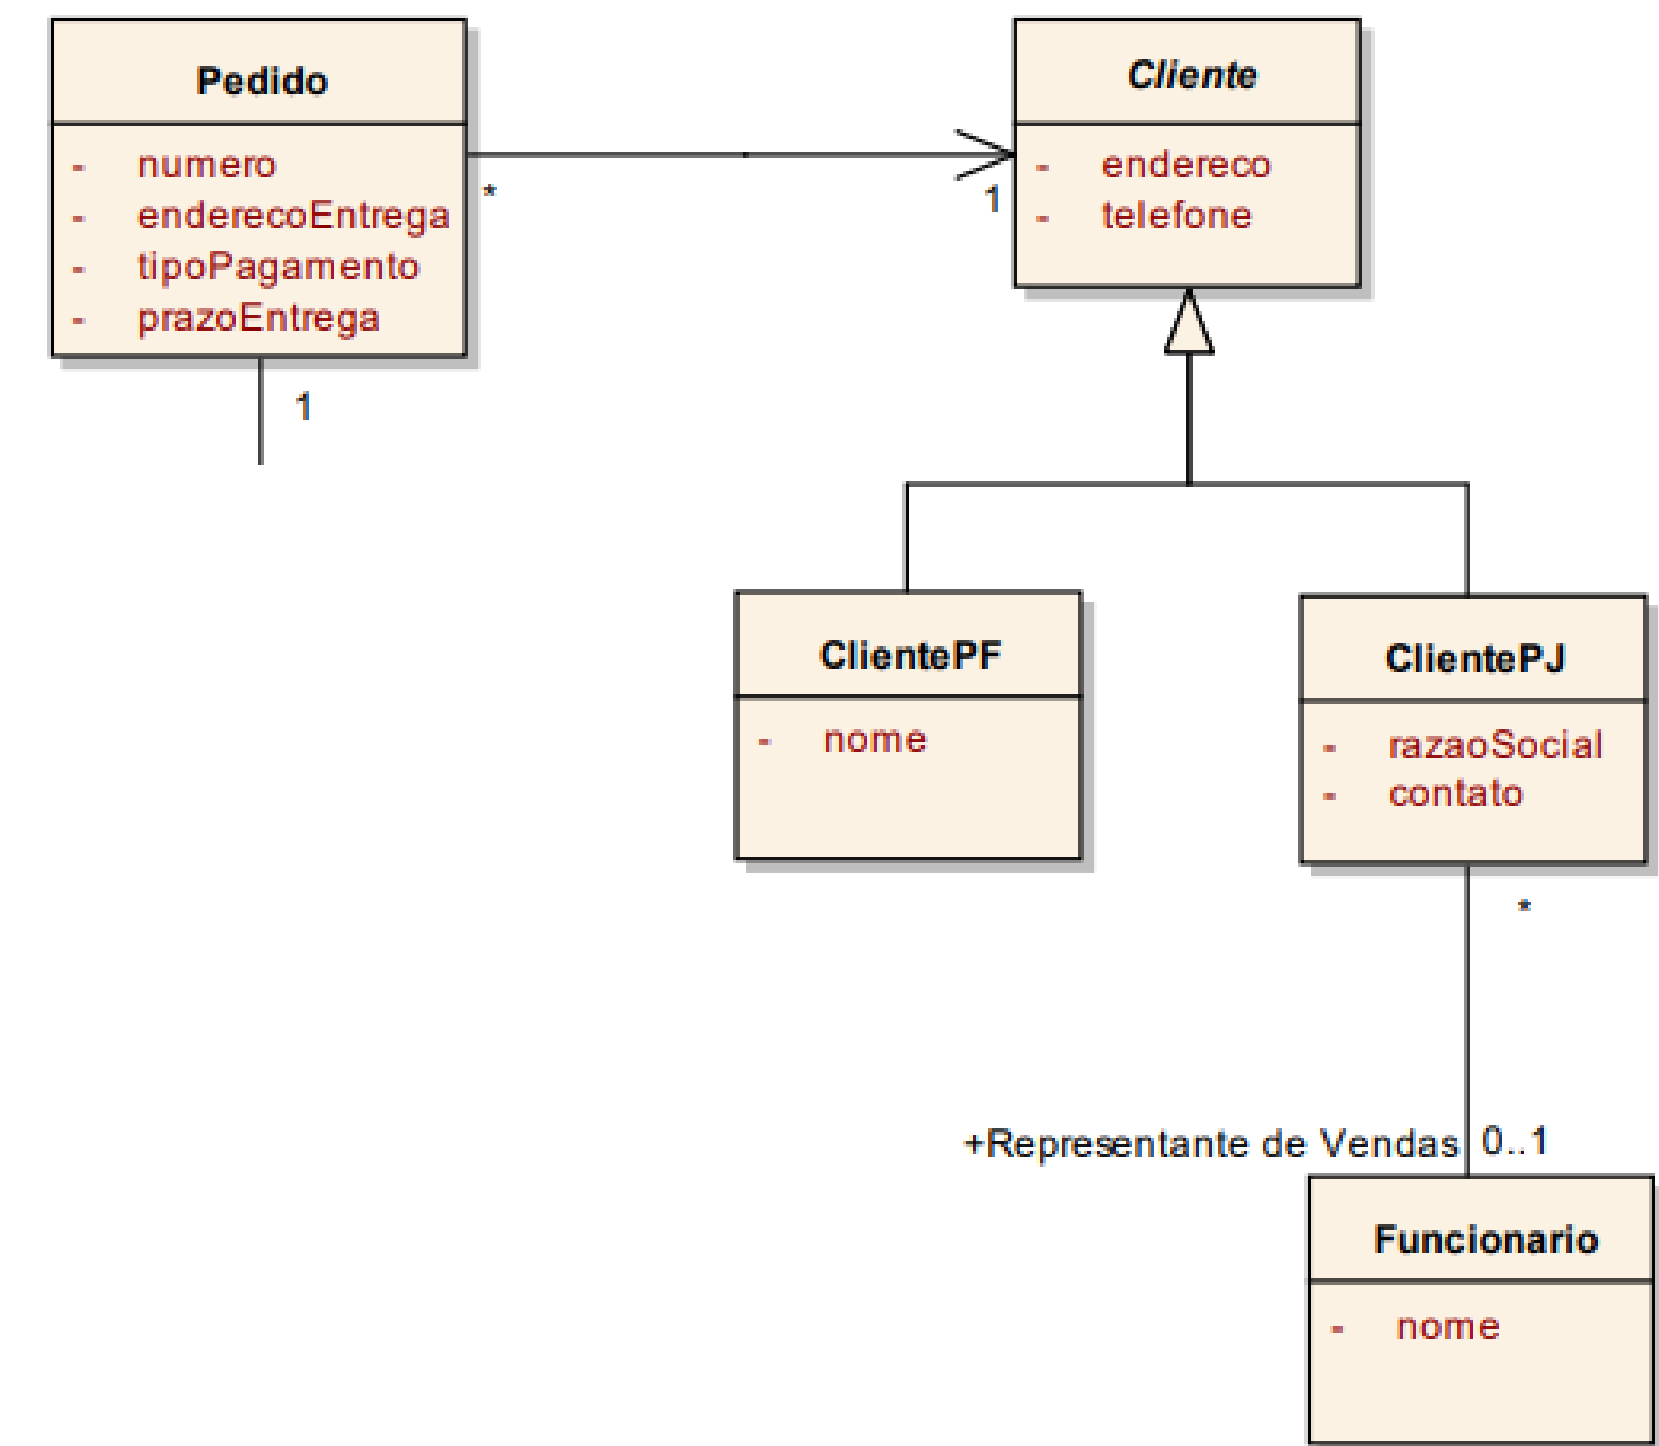 Pedido
- numero
- enderecoEntrega
- tipoPagamento
- prazoEntrega
*
1
1
Cliente
- endereco
- telefone
ClientePF
- nome
ClientePJ
- razaoSocial
- contato
*
+Representante de Vendas 0..1
Funcionario
- nome